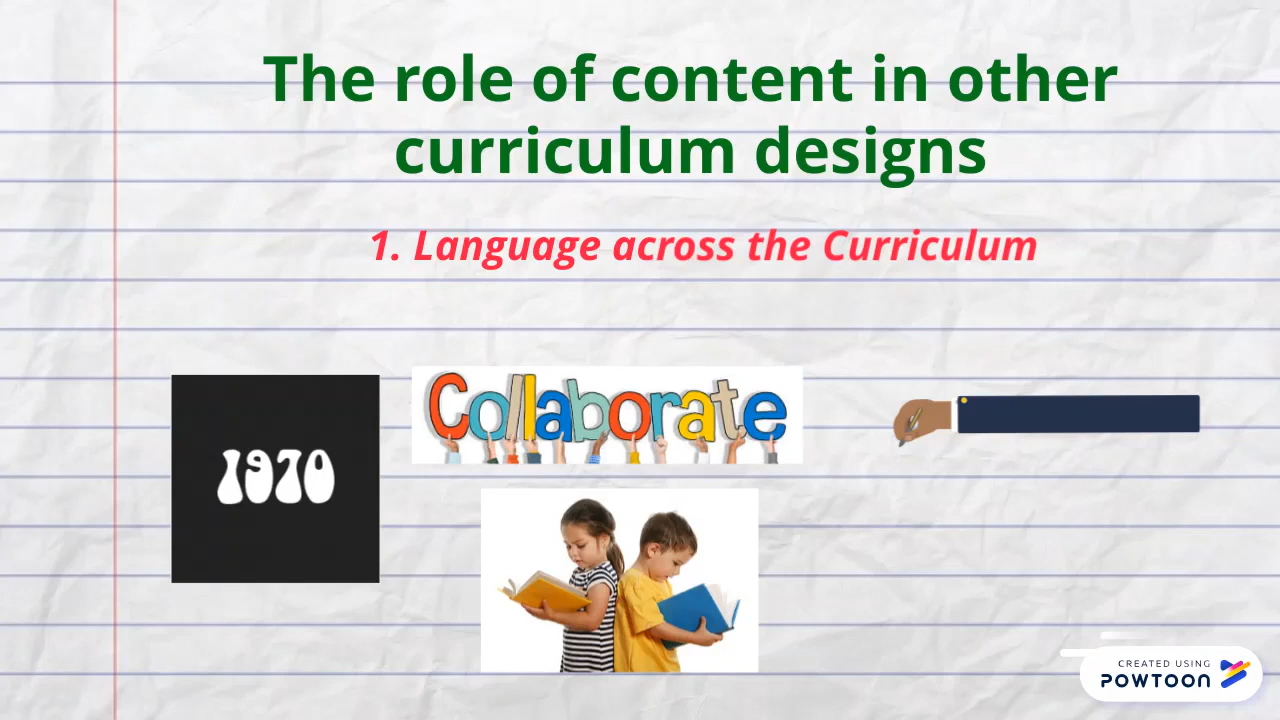 The role of content in other
curriculum designs
1. Language across the Curriculum
Collaborate
1970
CREATED USING
POWTOON